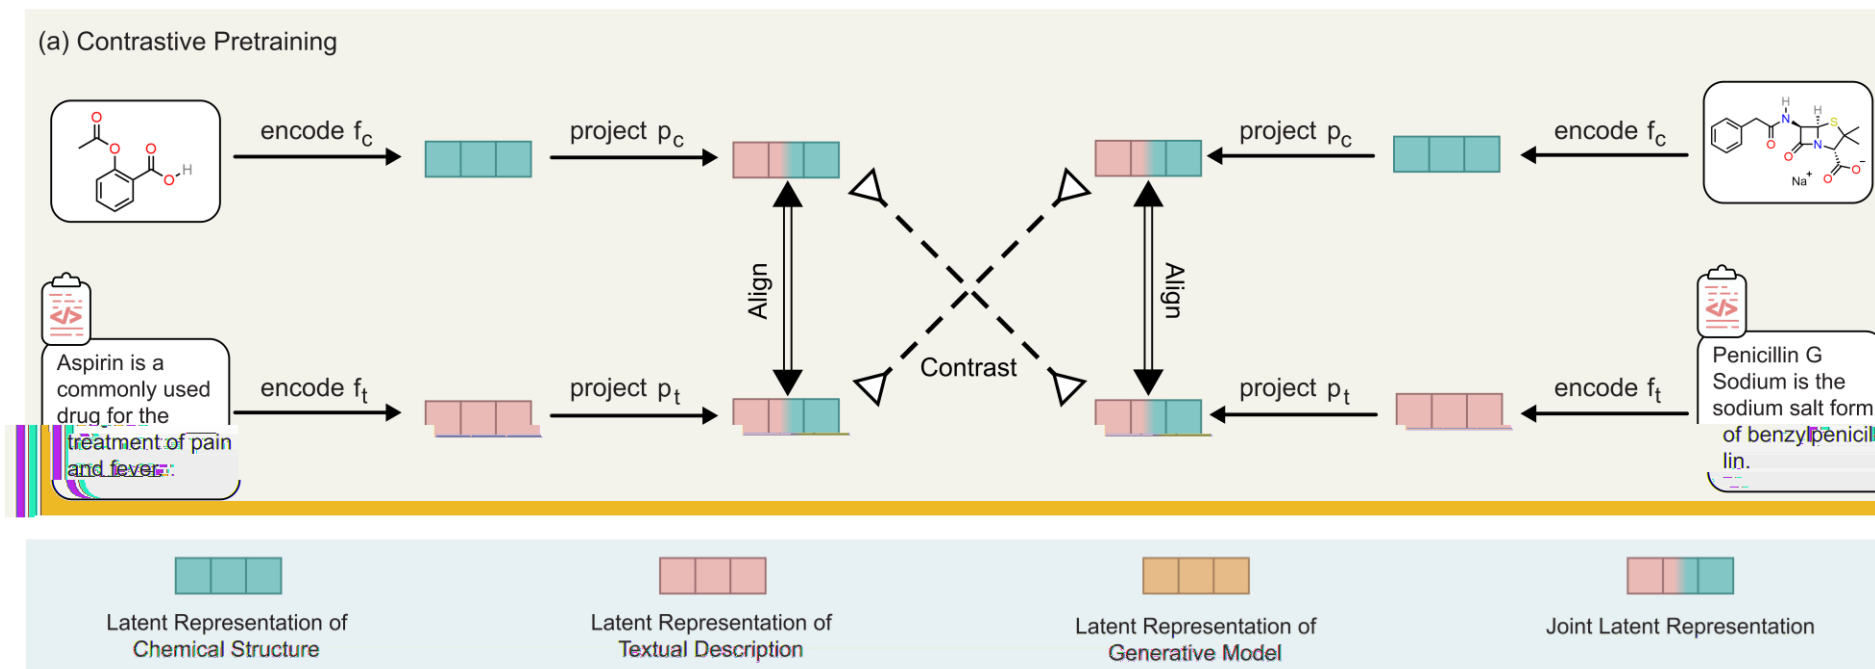 (a) Contrastive Pretraining
encode fc
project pc
project pc
encode fc
O
O
O
O
H
H
H
N
S
O
N
O
O
O−
Na+
</>
Align
Align
</>
Contrast
Aspirin is a
commonly used
drug for the
treatment of pain
and fever.
encode ft
project pt
project pt
encode ft
Penicillin G
Sodium is the
sodium salt form
of benzylpenicil
lin.
Latent Representation of
Chemical Structure
Latent Representation of
Textual Description
Latent Representation of
Generative Model
Joint Latent Representation